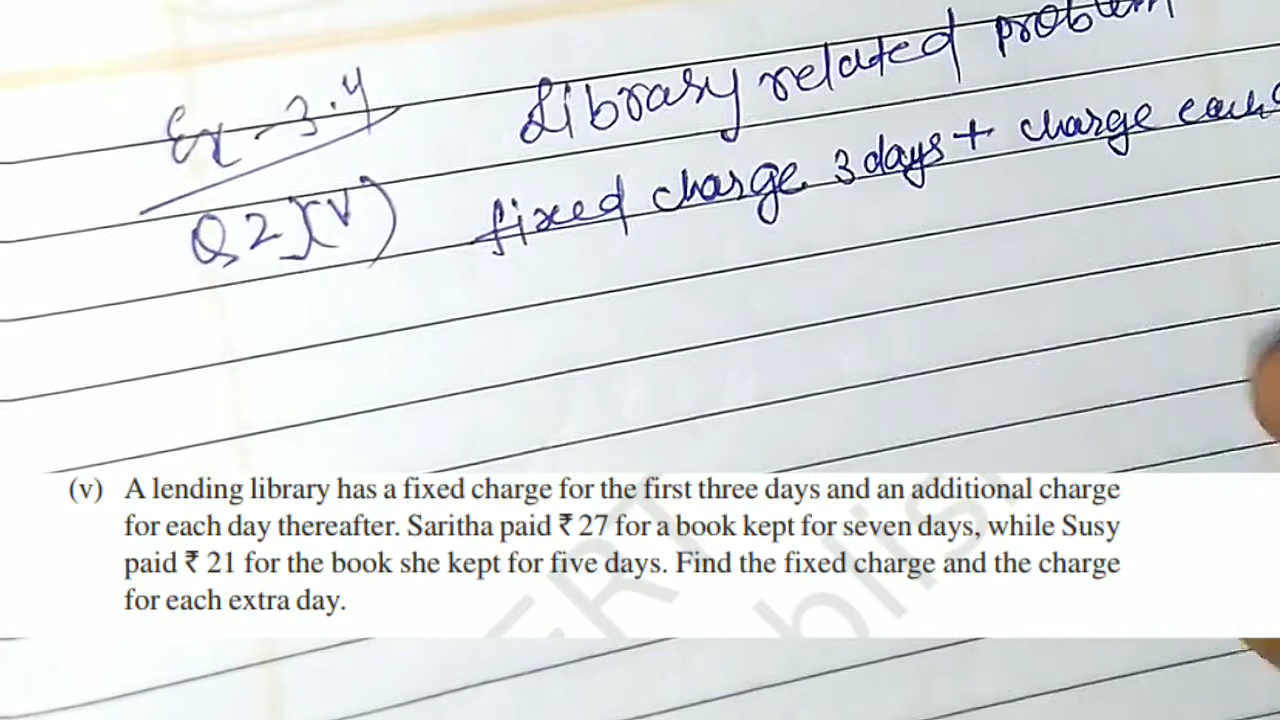 Ex - 3.4
Library related problem
Q2](v)
fixed charge 3 days + charge each
(v) A lending library has a fixed charge for the first three days and an additional charge
for each day thereafter. Saritha paid ₹ 27 for a book kept for seven days, while Susy
paid ₹ 21 for the book she kept for five days. Find the fixed charge and the charge
for each extra day.